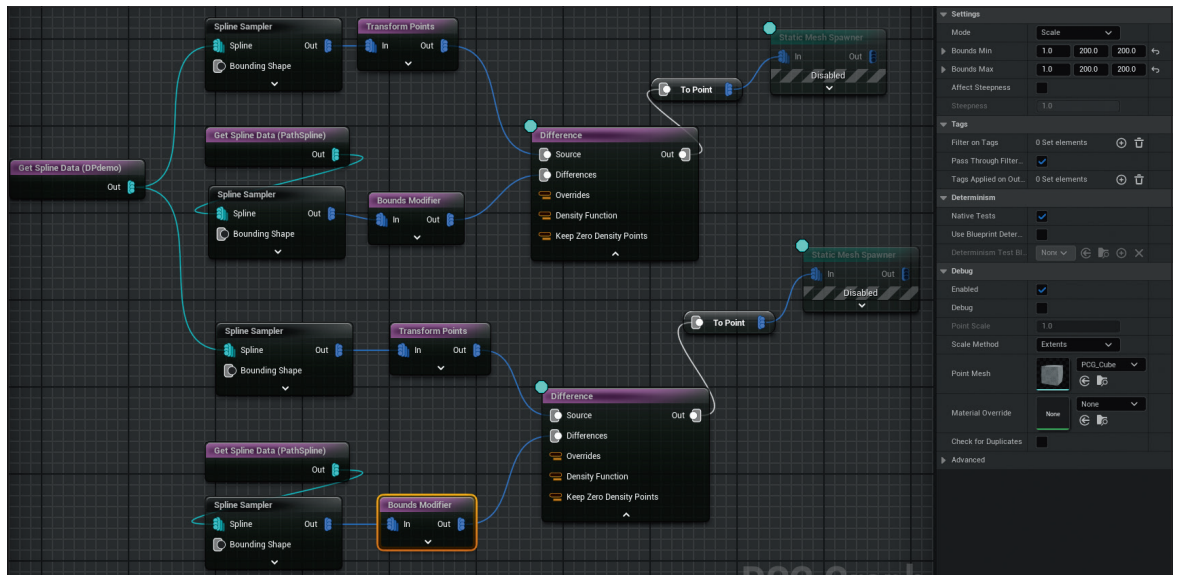 Spline Sampler
Spline Out
Bounding Shape
Transform Points
In Out
Static Mesh Spawner
In Out
Disabled
To Point
Get Spline Data (PathSpline)
Out
Get Spline Data (DPdemo)
Out
Spline Sampler
Spline Out
Bounding Shape
Bounds Modifier
In Out
Difference
Source Out
Differences
Overrides
Density Function
Keep Zero Density Points
Static Mesh Spawner
In Out
Disabled
To Point
Spline Sampler
Spline Out
Bounding Shape
Transform Points
In Out
Difference
Source Out
Differences
Overrides
Density Function
Keep Zero Density Points
Get Spline Data (PathSpline)
Out
Spline Sampler
Spline Out
Bounding Shape
Bounds Modifier
In Out
Settings
Mode Scale
Bounds Min 1.0 200.0 200.0
Bounds Max 1.0 200.0 200.0
Affect Steepness
Steepness 1.0
Tags
Filter on Tags 0 Set elements
Pass Through Filter...
Tags Applied on Out... 0 Set elements
Determinism
Native Tests
Use Blueprint Deter...
Determinism Test Bl... None
Debug
Enabled
Debug
Point Scale 1.0
Scale Method Extents
Point Mesh PCG_Cube
Material Override None None
Check for Duplicates
Advanced